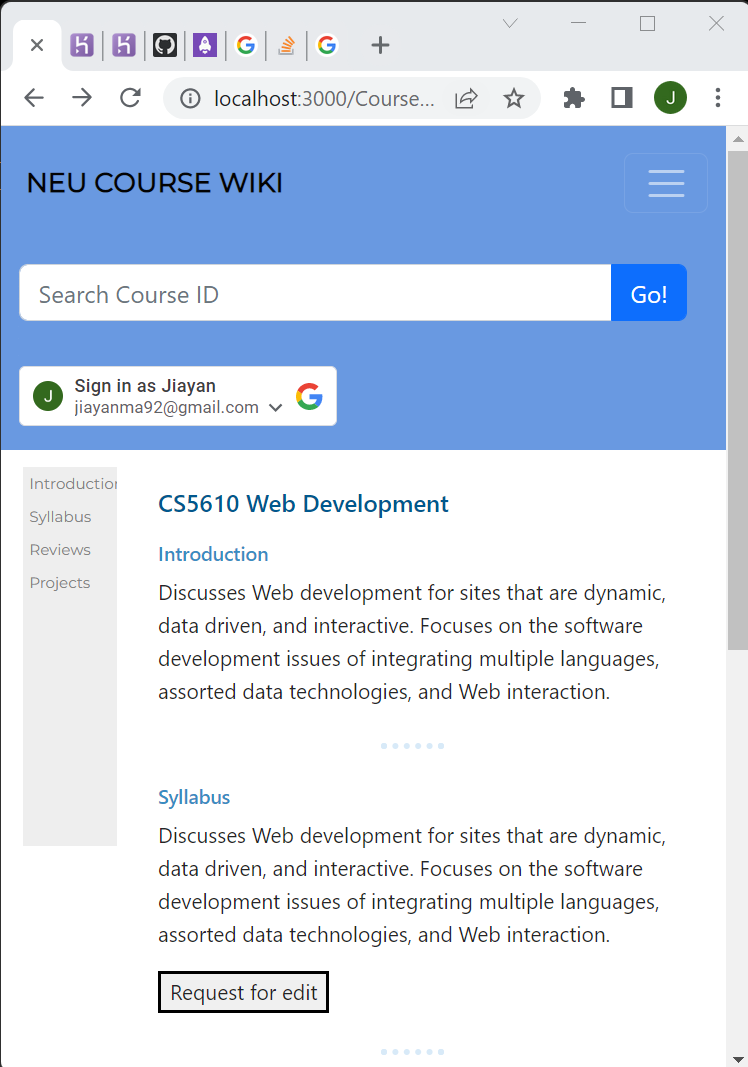 localhost:3000/Course...
J
NEU COURSE WIKI
Search Course ID
Go!
J
Sign in as Jiayan
jiayanma92@gmail.com
Introduction
Syllabus
Reviews
Projects
CS5610 Web Development
Introduction
Discusses Web development for sites that are dynamic,
data driven, and interactive. Focuses on the software
development issues of integrating multiple languages,
assorted data technologies, and Web interaction.
Syllabus
Discusses Web development for sites that are dynamic,
data driven, and interactive. Focuses on the software
development issues of integrating multiple languages,
assorted data technologies, and Web interaction.
Request for edit